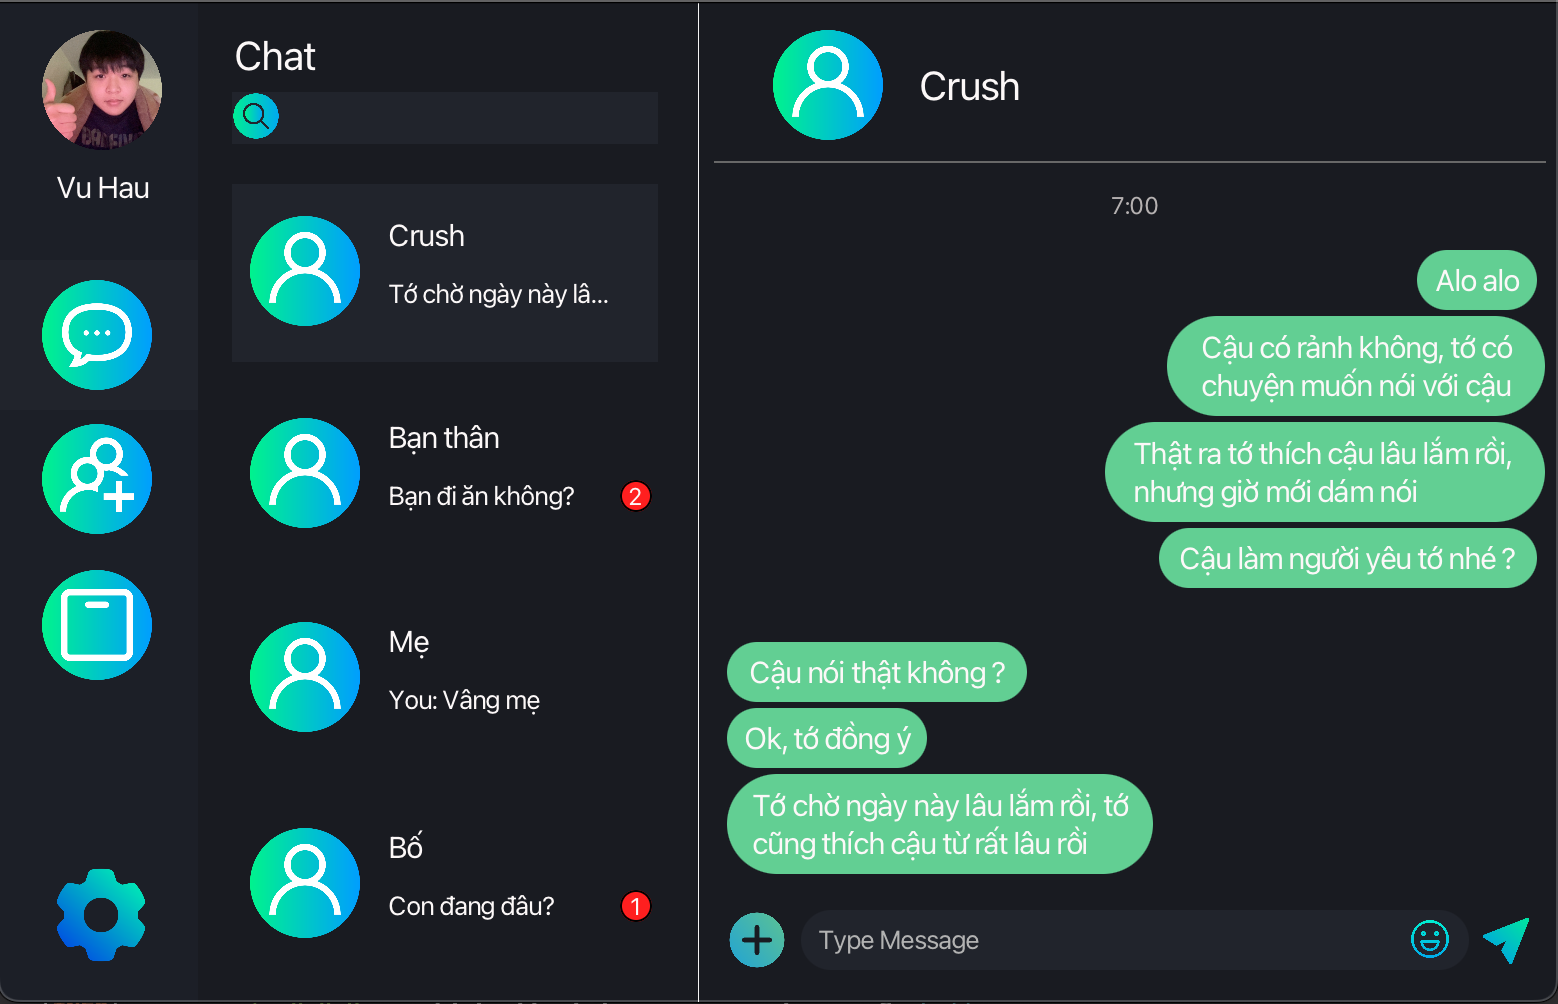 Vu Hau
Chat
Crush
Tớ chờ ngày này lâ...
Bạn thân
Bạn đi ăn không?
2
Mẹ
You: Vâng mẹ
Bố
Con đang đâu?
1
Crush
7:00
Alo alo
Cậu có rảnh không, tớ có
chuyện muốn nói với cậu
Thật ra tớ thích cậu lâu lắm rồi,
nhưng giờ mới dám nói
Cậu làm người yêu tớ nhé ?
Cậu nói thật không ?
Ok, tớ đồng ý
Tớ chờ ngày này lâu lắm rồi, tớ
cũng thích cậu từ rất lâu rồi
Type Message